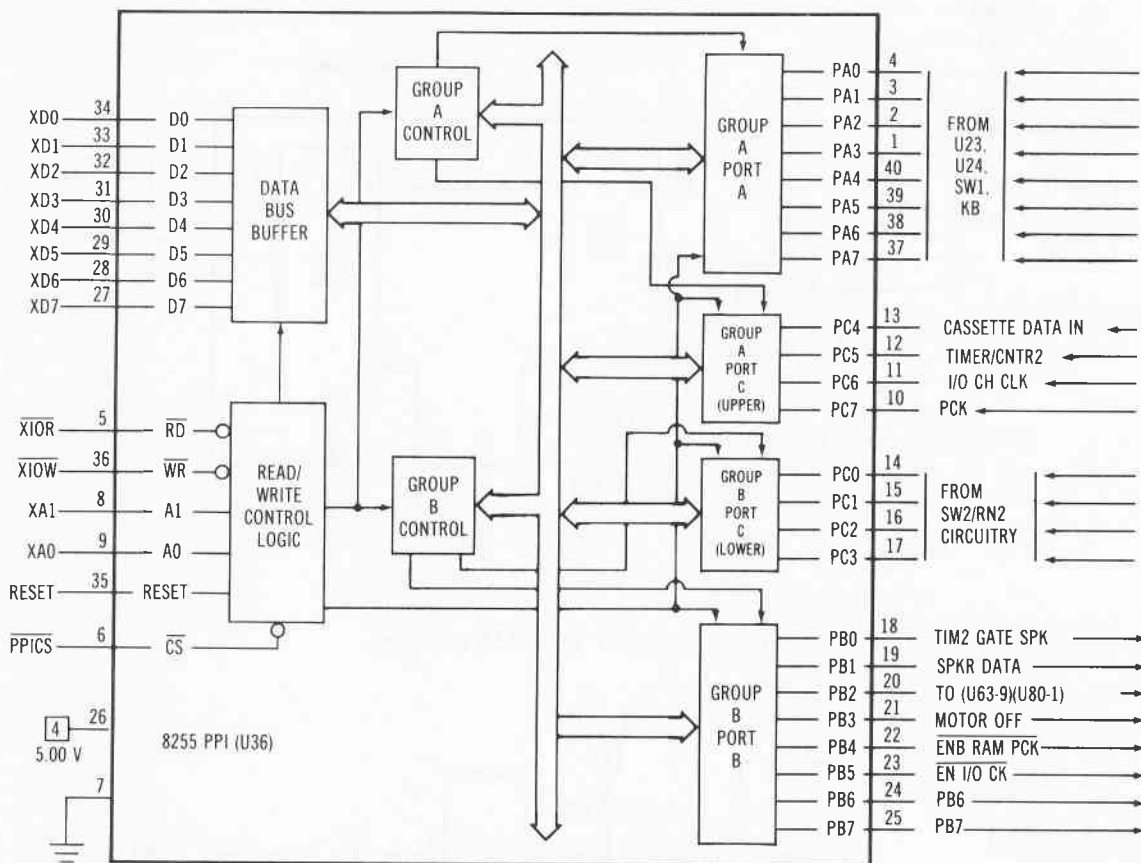 XD0 34 D0
XD1 33 D1
XD2 32 D2
XD3 31 D3
XD4 30 D4
XD5 29 D5
XD6 28 D6
XD7 27 D7
DATA
BUS
BUFFER
XIOR 5 RD
XIOW 36 WR
XA1 8 A1
XA0 9 A0
RESET 35 RESET
PPICS 6 CS
READ/
WRITE
CONTROL
LOGIC
4 26
5.00 V
7
8255 PPI (U36)
GROUP
A
CONTROL
GROUP
B
CONTROL
GROUP
A
PORT
A
PA0 4
PA1 3
PA2 2
PA3 1
PA4 40
PA5 39
PA6 38
PA7 37
FROM
U23,
U24,
SW1,
KB
GROUP
A
PORT
C
(UPPER)
PC4 13 CASSETTE DATA IN
PC5 12 TIMER/CNTR2
PC6 11 I/O CH CLK
PC7 10 PCK
GROUP
B
PORT
C
(LOWER)
PC0 14
PC1 15
PC2 16
PC3 17
FROM
SW2/RN2
CIRCUITRY
GROUP
B
PORT
B
PB0 18 TIM2 GATE SPK
PB1 19 SPKR DATA
PB2 20 TO (U63-9)(U80-1)
PB3 21 MOTOR OFF
PB4 22 ENB RAM PCK
PB5 23 EN I/O CK
PB6 24 PB6
PB7 25 PB7